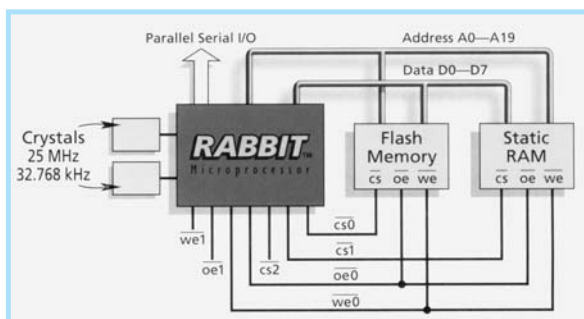 Parallel Serial I/O
Address A0—A19
Data D0—D7
Crystals
25 MHz
32.768 kHz
RABBIT™
Microprocessor
Flash
Memory
cs oe we
Static
RAM
cs oe we
cs0
we1
cs1
oe1
cs2
oe0
we0